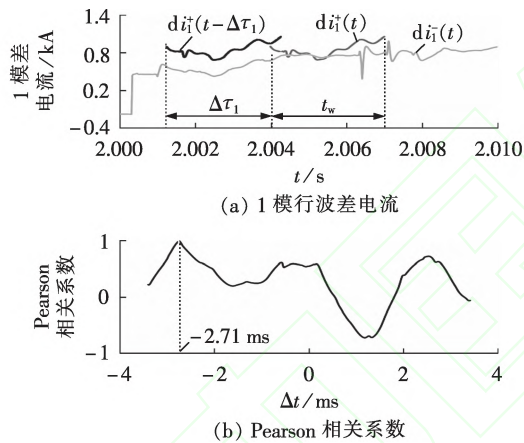 1.4
0.8
0.2
−0.4
1 模差
电流/kA
di₁⁺(t−Δτ₁)
di₁⁺(t)
di₁⁻(t)
Δτ₁
t_w
2.000 2.002 2.004 2.006 2.008 2.010
t/s
(a) 1 模行波差电流
1
0
−1
Pearson
相关系数
−2.71 ms
−4 −2 0 2 4
Δt/ms
(b) Pearson 相关系数